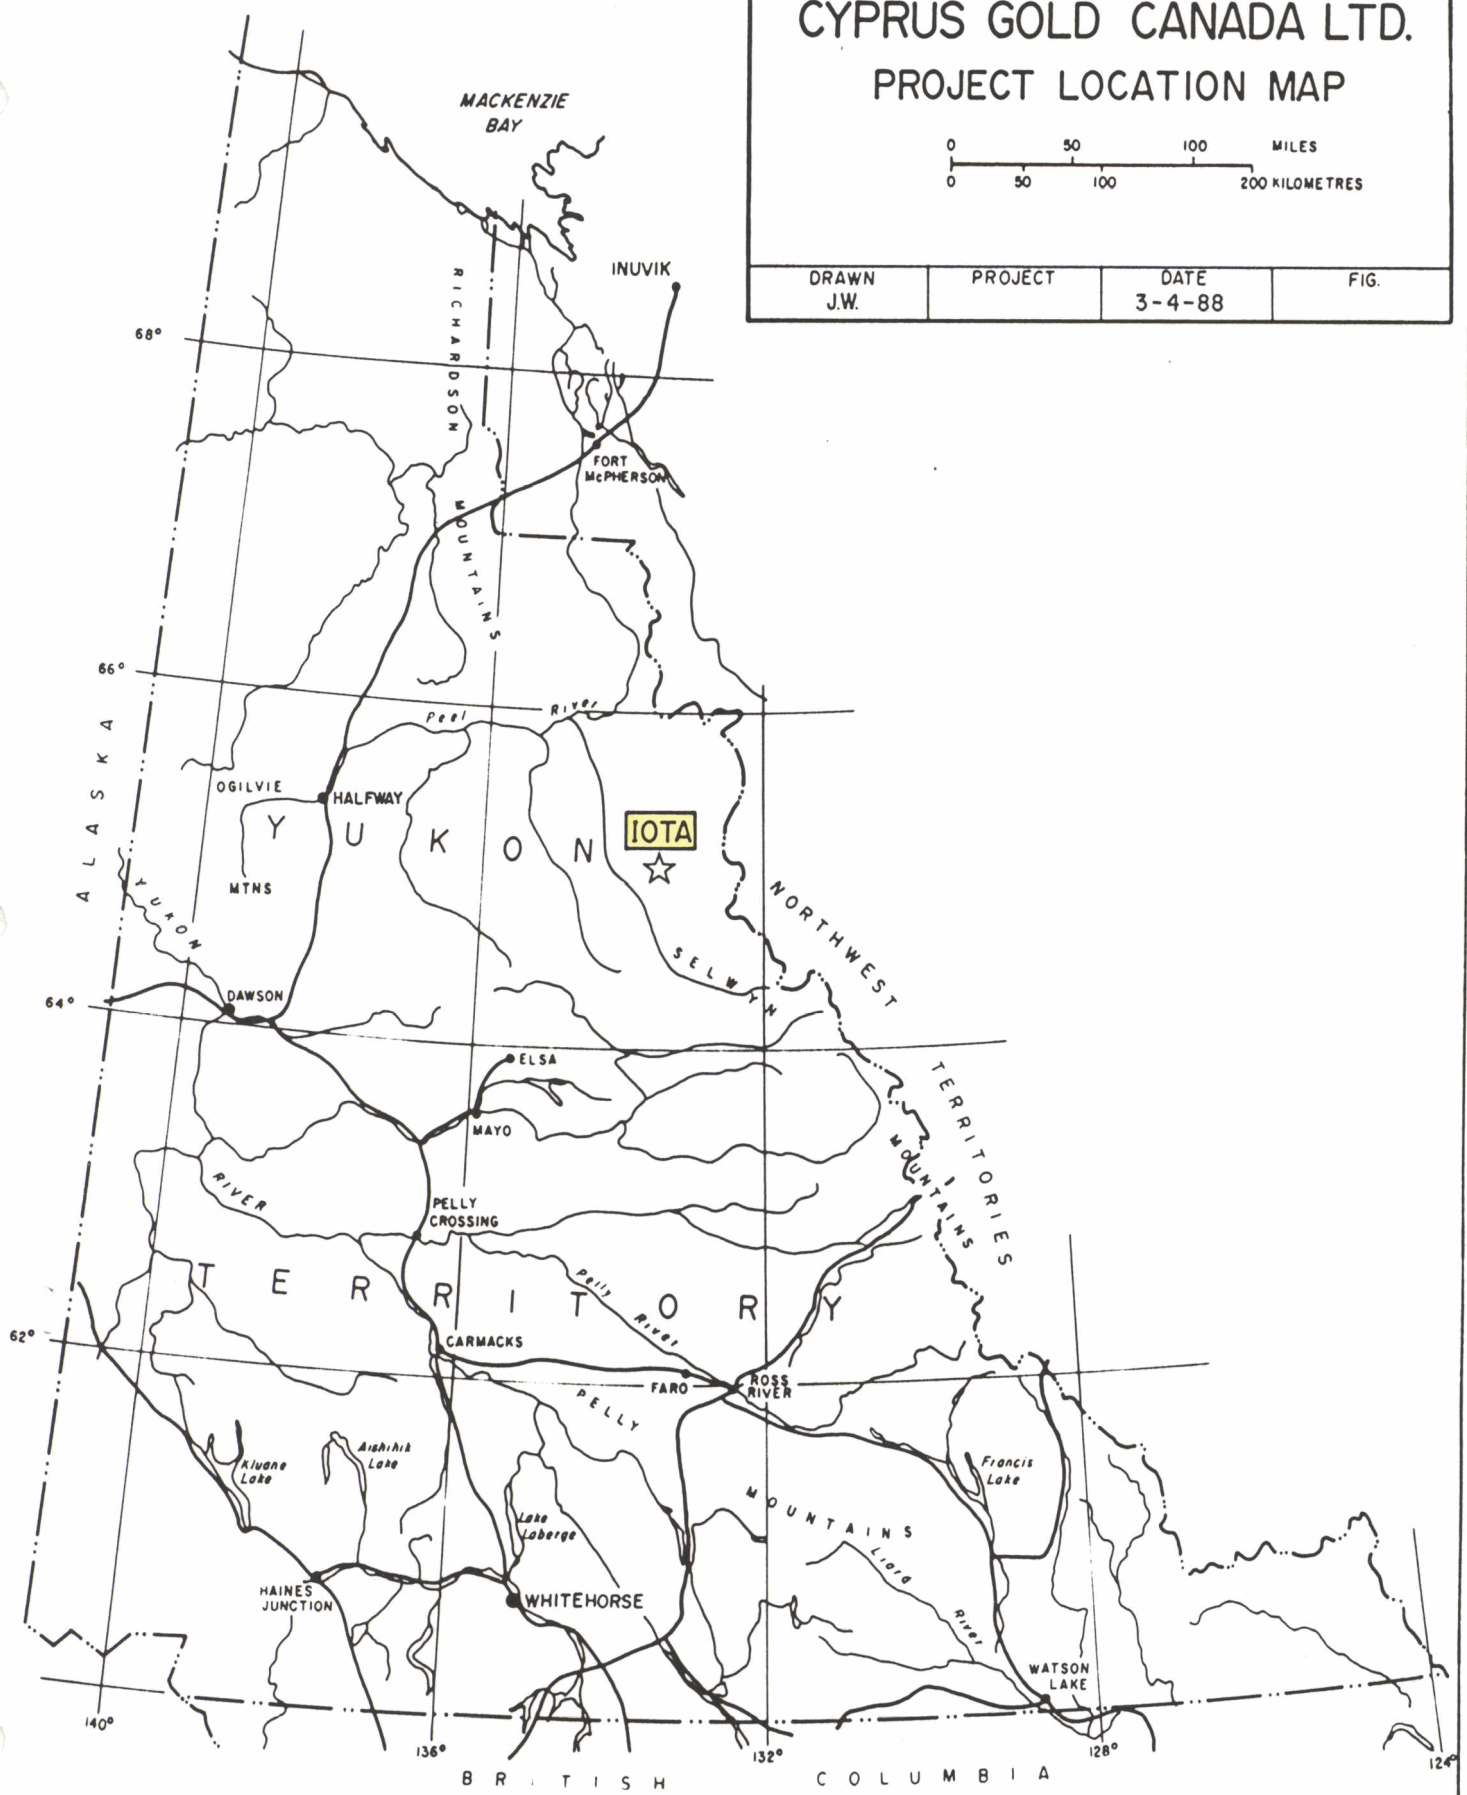 CYPRUS GOLD CANADA LTD.
PROJECT LOCATION MAP
0 50 100 MILES
0 50 100 200 KILOMETRES
DRAWN
J.W.
PROJECT
DATE
3-4-88
FIG.
MACKENZIE
BAY
INUVIK
RICHARDSON
68°
FORT
McPHERSON
MOUNTAINS
66°
Peel River
ALASKA
OGILVIE
HALFWAY
YUKON
IOTA
MTNS
YUKON
NORTHWEST
SELWYN
64°
DAWSON
ELSA
TERRITORIES
MAYO
MOUNTAINS
RIVER
PELLY
CROSSING
TERRITORY
Pelly
River
62°
CARMACKS
FARO
ROSS
RIVER
PELLY
Kluane
Lake
Aishihik
Lake
Francis
Lake
MOUNTAINS
Lake
Laberge
Liard
River
HAINES
JUNCTION
WHITEHORSE
WATSON
LAKE
140°
136°
132°
128°
124°
BRITISH COLUMBIA